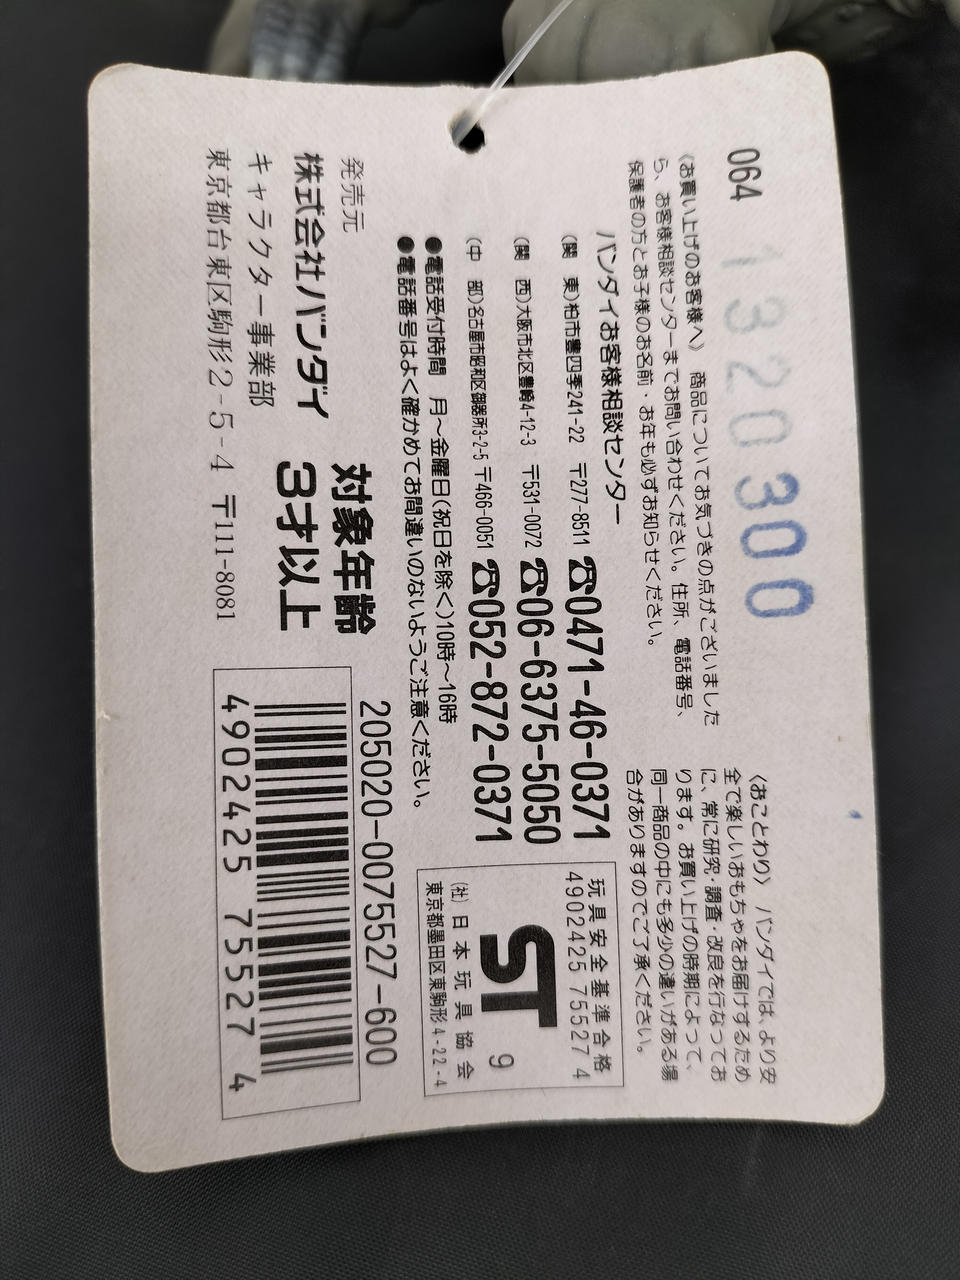 064
1320300
〈お買い上げのお客様へ〉 商品についてお気づきの点がございました
ら、お客様相談センターまでお問い合わせください。住所、電話番号、
保護者の方とお子様のお名前・お年も必ずお知らせください。
バンダイお客様相談センター
(関 東)柏市豊四季241-22 〒277-8511 ☎0471-46-0371
(関 西)大阪市北区豊崎4-12-3 〒531-0072 ☎06-6375-5050
(中 部)名古屋市昭和区御器所3-2-5 〒466-0051 ☎052-872-0371
●電話受付時間 月～金曜日(祝日を除く)10時～16時
●電話番号はよく確かめてお間違いのないようご注意ください。
発売元
株式会社バンダイ
キャラクター事業部
東京都台東区駒形2-5-4 〒111-8081
対象年齢
3才以上
〈おことわり〉 バンダイでは、より安
全で楽しいおもちゃをお届けするため
に、常に研究・調査・改良を行なってお
ります。お買い上げの時期によって、
同一商品の中にも多少の違いがある場
合がありますのでご了承ください。
玩具安全基準合格
4902425 75527 4
ST
9
(社)日本玩具協会
東京都墨田区東駒形4-22-4
205020-0075527-600
4902425 75527 4